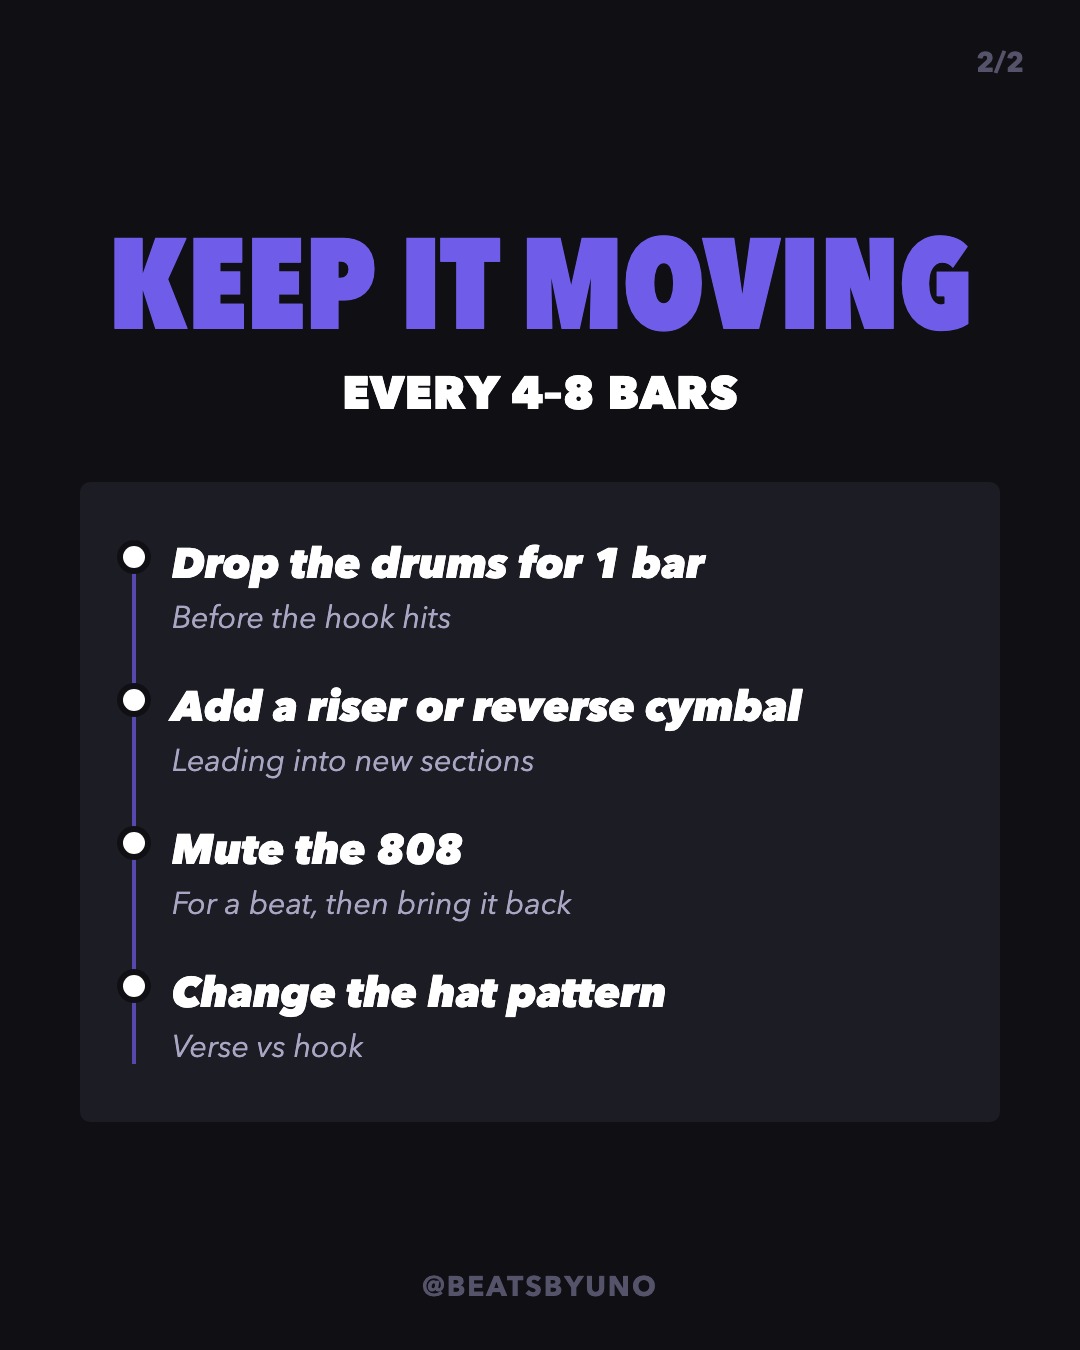 2/2
KEEP IT MOVING
EVERY 4–8 BARS
Drop the drums for 1 bar
Before the hook hits
Add a riser or reverse cymbal
Leading into new sections
Mute the 808
For a beat, then bring it back
Change the hat pattern
Verse vs hook
@BEATSBYUNO